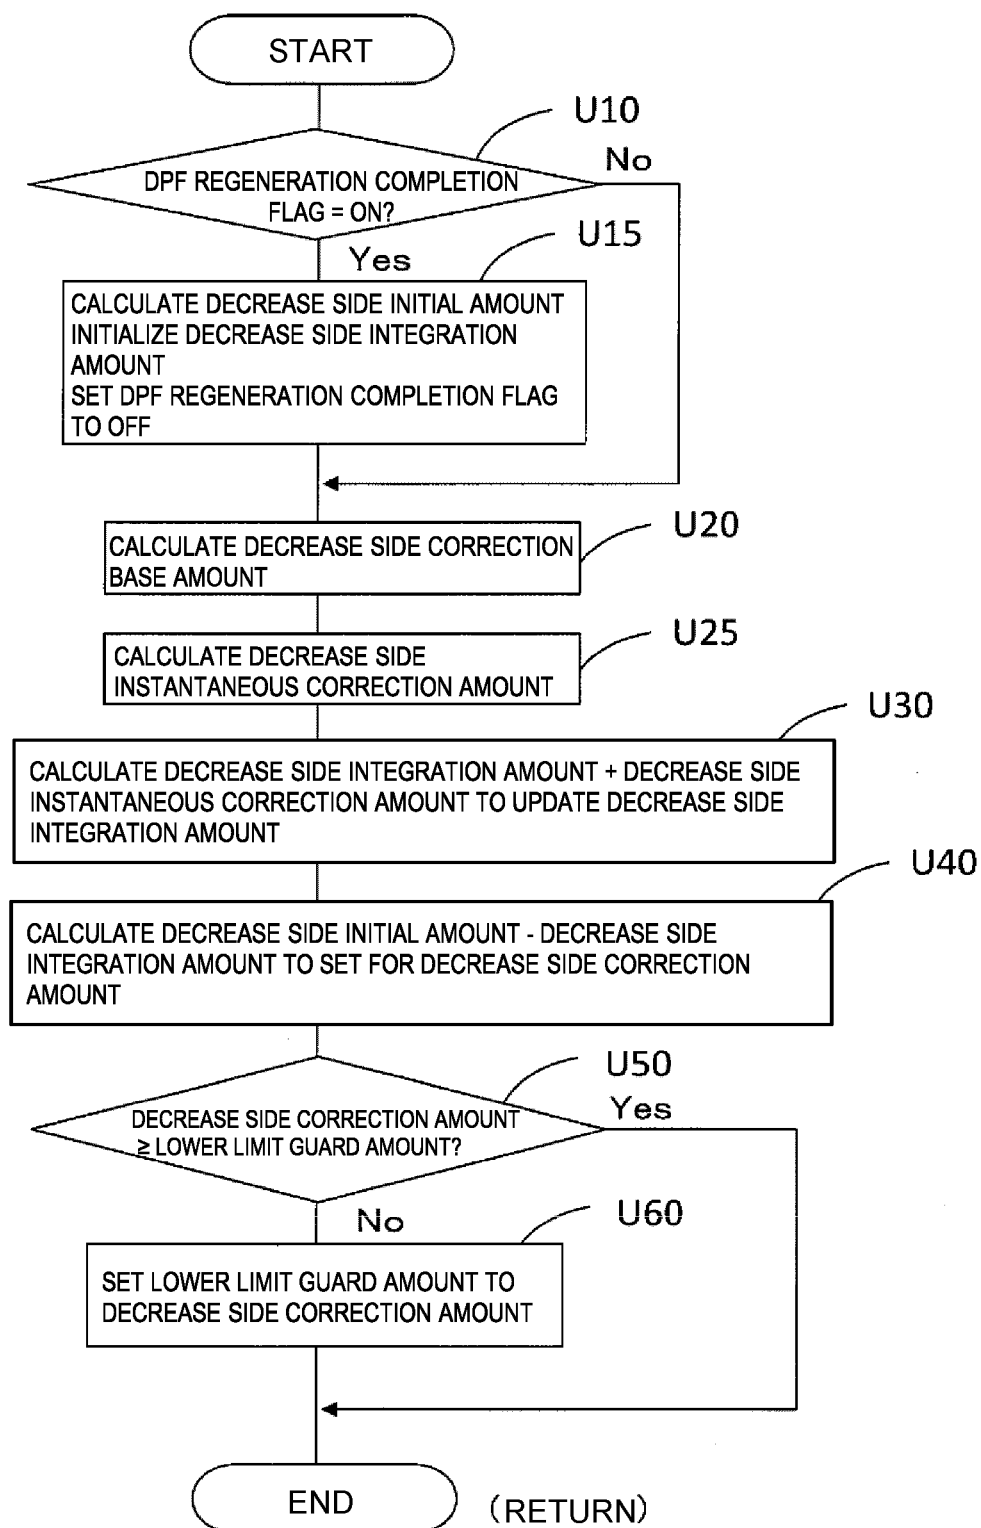 START
U10
No
DPF REGENERATION COMPLETION
FLAG = ON?
U15
Yes
CALCULATE DECREASE SIDE INITIAL AMOUNT
INITIALIZE DECREASE SIDE INTEGRATION
AMOUNT
SET DPF REGENERATION COMPLETION FLAG
TO OFF
U20
CALCULATE DECREASE SIDE CORRECTION
BASE AMOUNT
U25
CALCULATE DECREASE SIDE
INSTANTANEOUS CORRECTION AMOUNT
U30
CALCULATE DECREASE SIDE INTEGRATION AMOUNT + DECREASE SIDE
INSTANTANEOUS CORRECTION AMOUNT TO UPDATE DECREASE SIDE
INTEGRATION AMOUNT
U40
CALCULATE DECREASE SIDE INITIAL AMOUNT - DECREASE SIDE
INTEGRATION AMOUNT TO SET FOR DECREASE SIDE CORRECTION
AMOUNT
U50
Yes
DECREASE SIDE CORRECTION AMOUNT
≥ LOWER LIMIT GUARD AMOUNT?
No
U60
SET LOWER LIMIT GUARD AMOUNT TO
DECREASE SIDE CORRECTION AMOUNT
END
(RETURN)